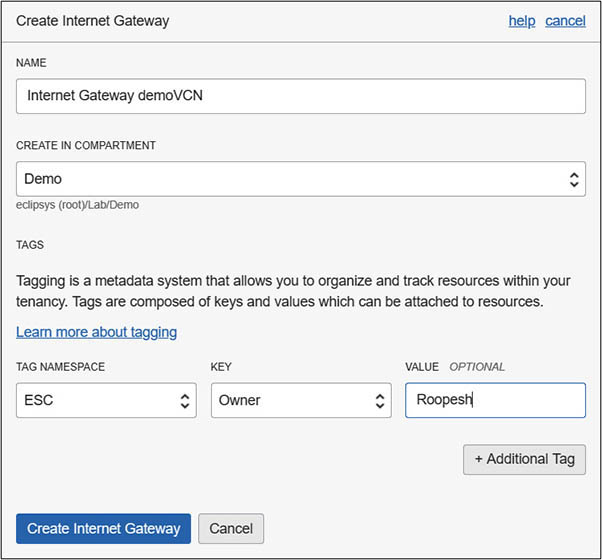 Create Internet Gateway help cancel
NAME
Internet Gateway demoVCN
CREATE IN COMPARTMENT
Demo
eclipsys (root)/Lab/Demo
TAGS
Tagging is a metadata system that allows you to organize and track resources within your
tenancy. Tags are composed of keys and values which can be attached to resources.
Learn more about tagging
TAG NAMESPACE KEY VALUE OPTIONAL
ESC Owner Roopesh
+ Additional Tag
Create Internet Gateway Cancel